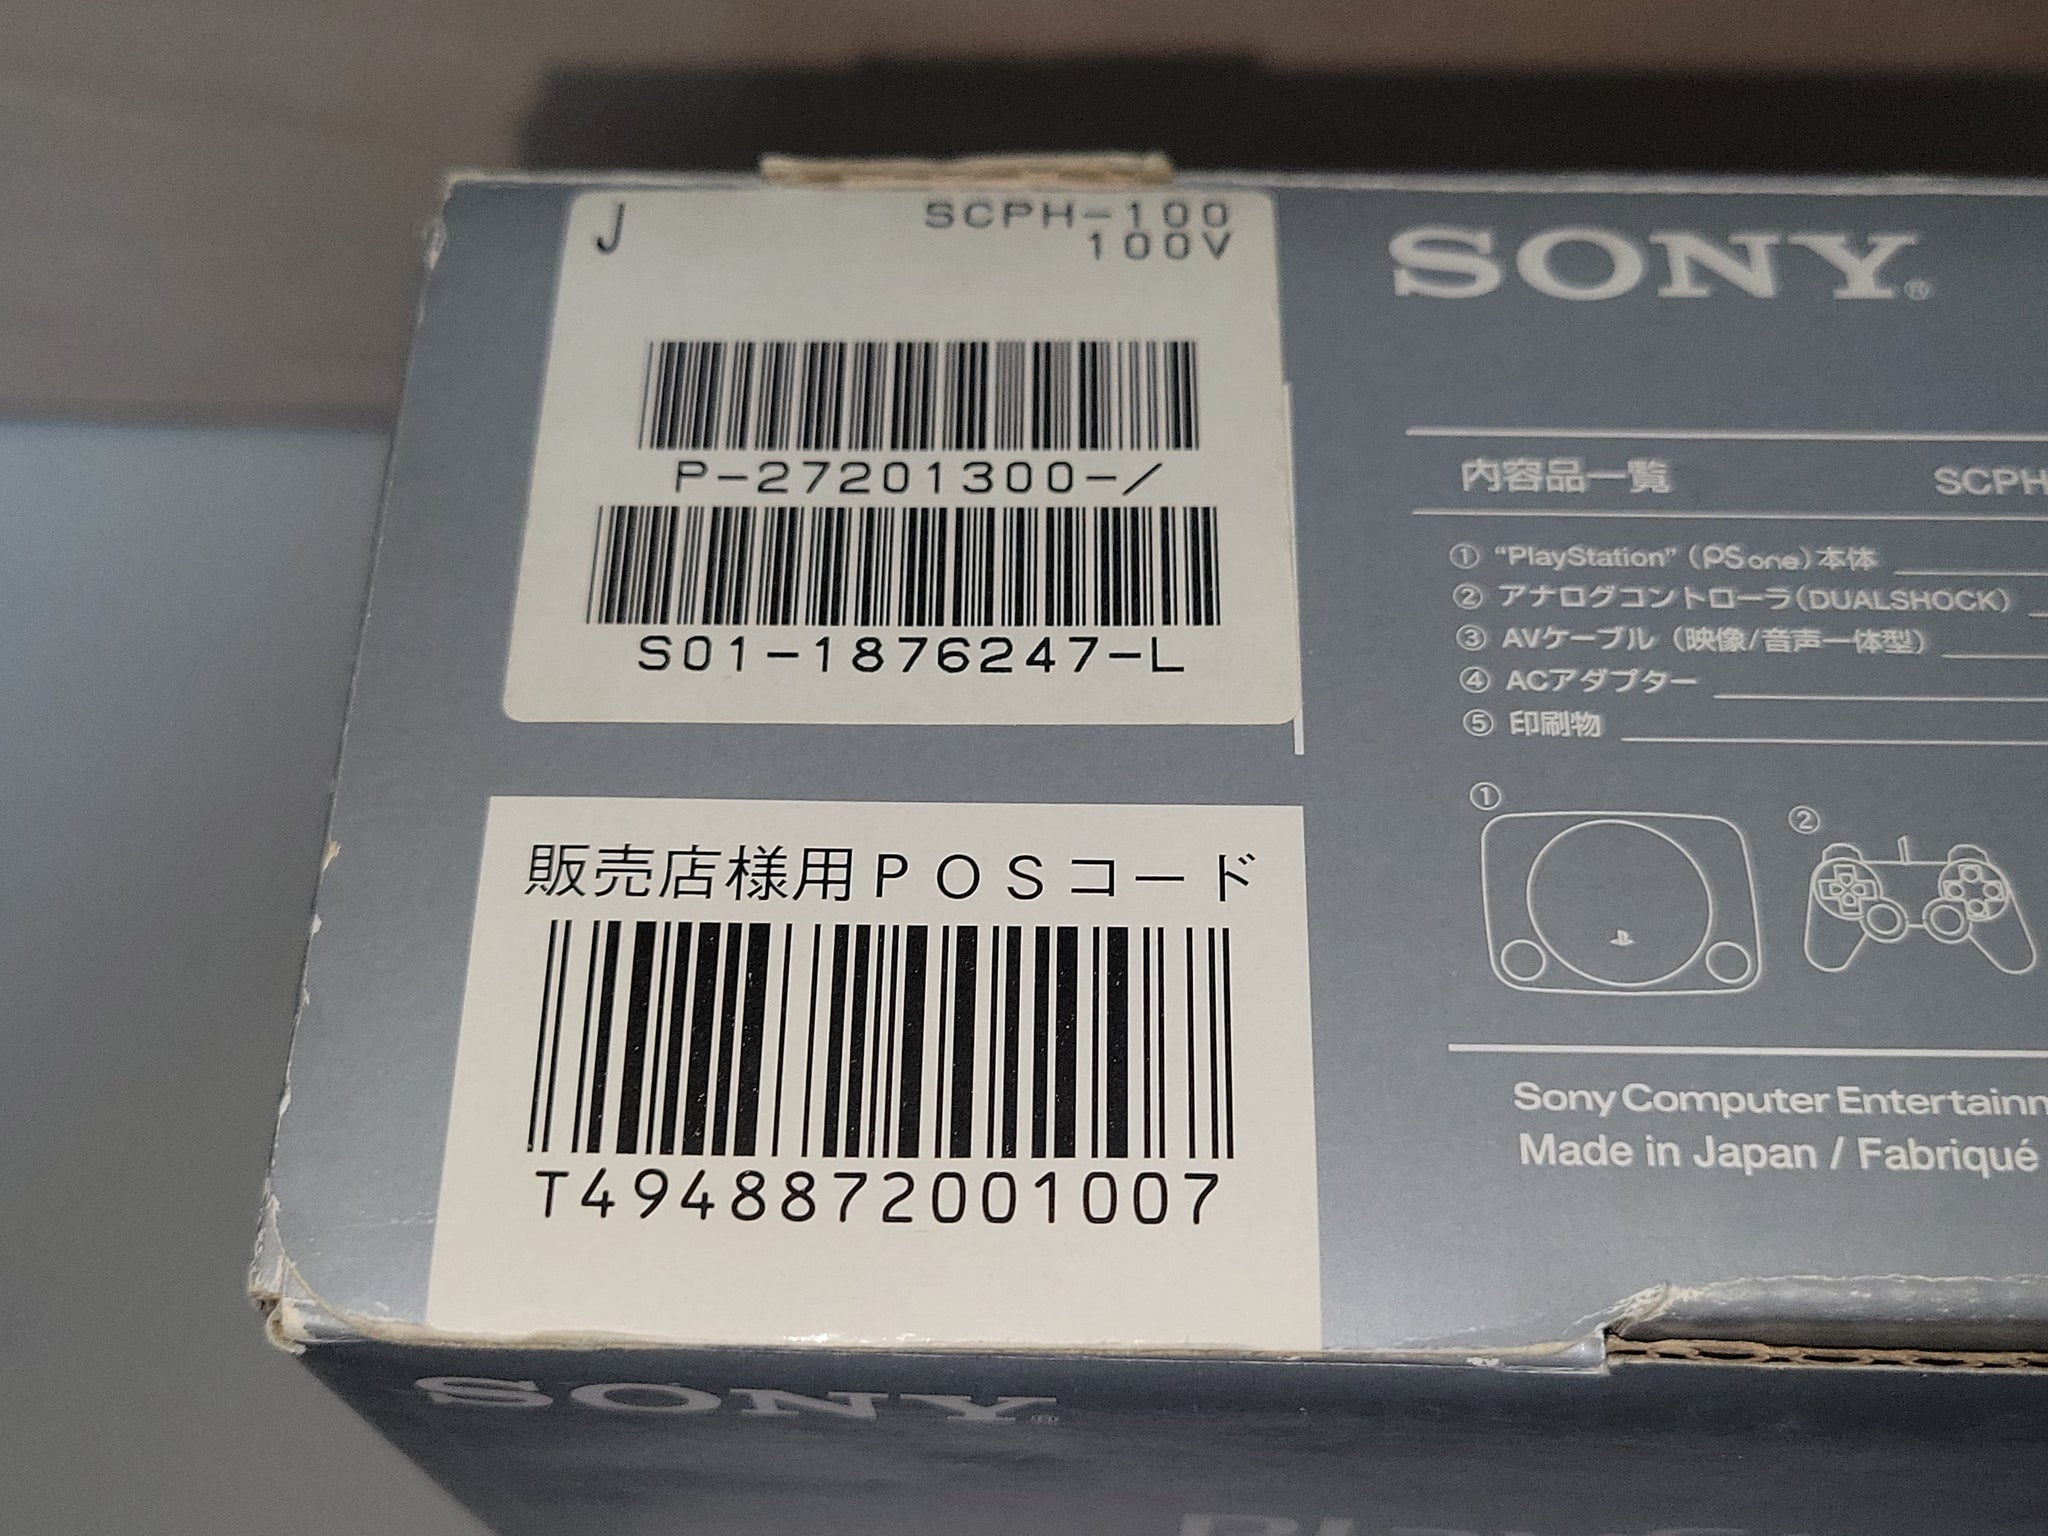 J
SCPH-100
100V
P-27201300-/
S01-1876247-L
販売店様用POSコード
T4948872001007
SONY®
内容品一覧 SCPH
① “PlayStation” (PSone)本体
② アナログコントローラ(DUALSHOCK)
③ AVケーブル (映像/音声一体型)
④ ACアダプター
⑤ 印刷物
① ②
Sony Computer
Made in Japan / Fabriqué
SONY®